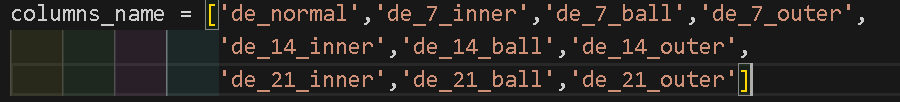 columns_name = ['de_normal','de_7_inner','de_7_ball','de_7_outer',
'de_14_inner','de_14_ball','de_14_outer',
'de_21_inner','de_21_ball','de_21_outer']